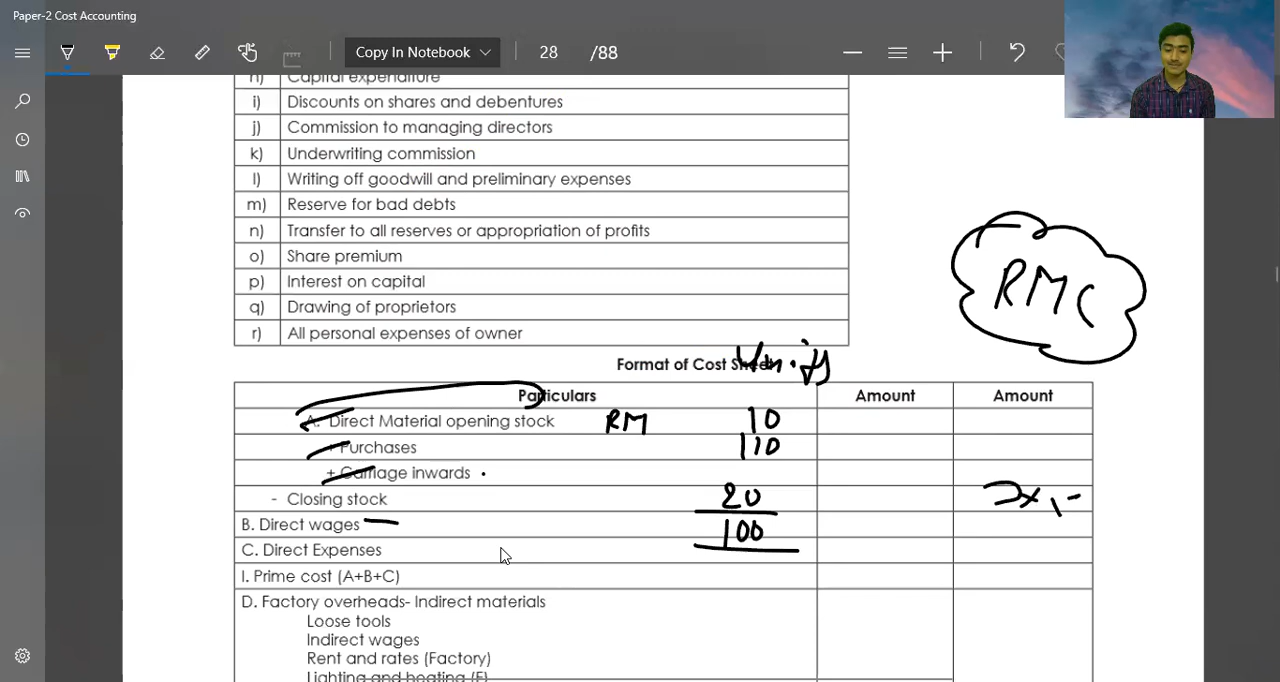 Paper-2 Cost Accounting
Copy In Notebook 28 /88
h) Capital expenditure
i) Discounts on shares and debentures
j) Commission to managing directors
k) Underwriting commission
l) Writing off goodwill and preliminary expenses
m) Reserve for bad debts
n) Transfer to all reserves or appropriation of profits
o) Share premium
p) Interest on capital
q) Drawing of proprietors
r) All personal expenses of owner
RMC
Format of Cost Sheet
Units
Particulars Amount Amount
A. Direct Material opening stock RM 10
+ Purchases 110
+ Carriage inwards
- Closing stock 20
B. Direct wages 100
C. Direct Expenses
I. Prime cost (A+B+C)
D. Factory overheads- Indirect materials
Loose tools
Indirect wages
Rent and rates (Factory)
Lighting and heating (F)